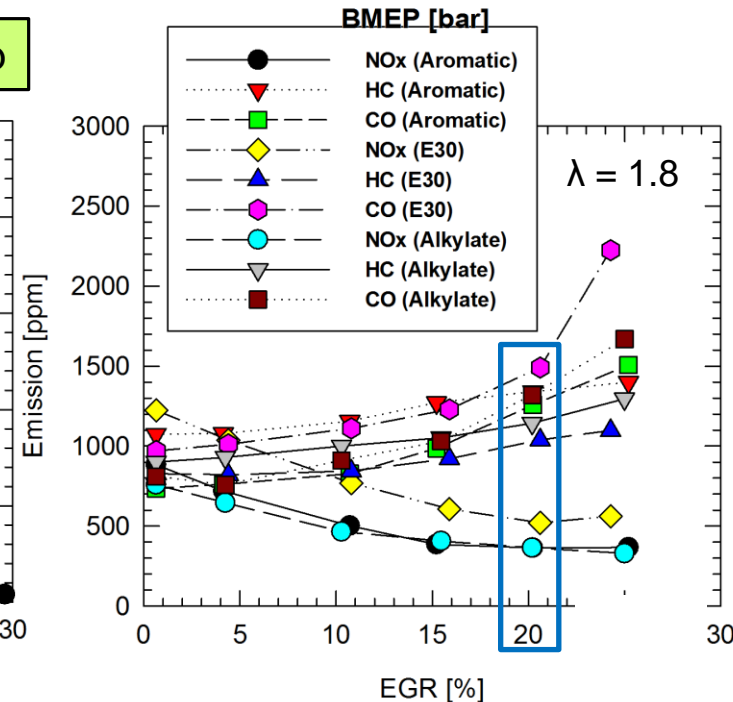 BMEP [bar]
NOx (Aromatic)
HC (Aromatic)
CO (Aromatic)
NOx (E30)
HC (E30)
CO (E30)
NOx (Alkylate)
HC (Alkylate)
CO (Alkylate)
λ = 1.8
Emission [ppm]
3000
2500
2000
1500
1000
500
0
30
0
5
10
15
20
30
EGR [%]